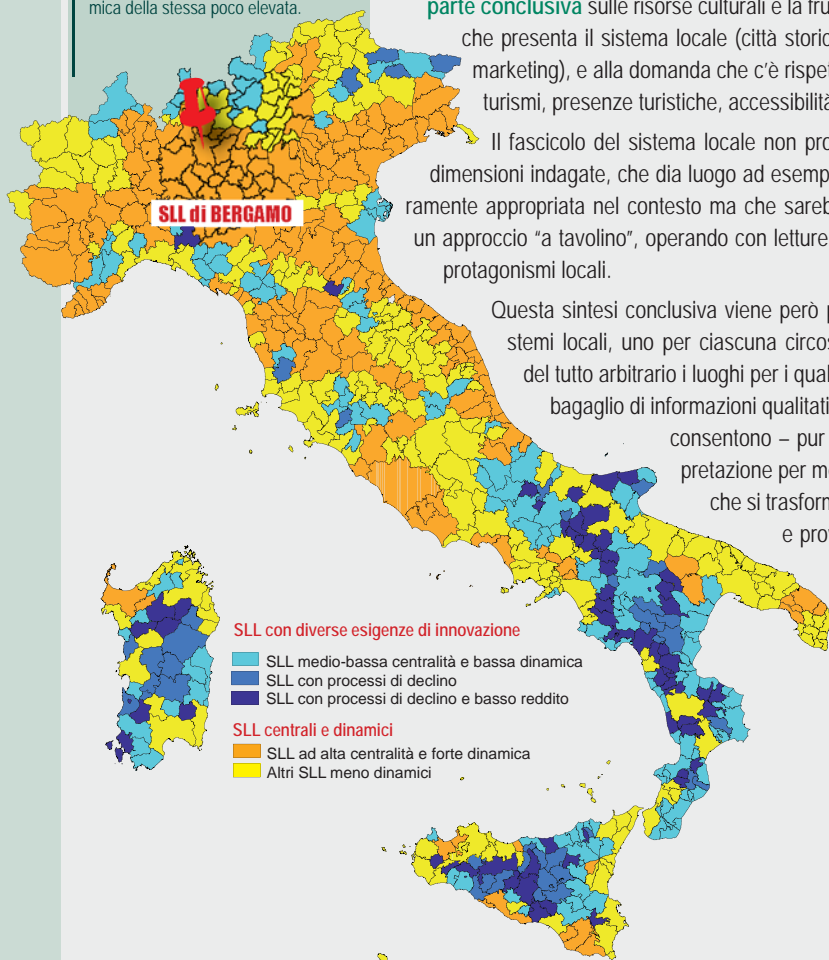 mica della stessa poco elevata.
parte conclusiva sulle risorse culturali e la fru
che presenta il sistema locale (città storic
marketing), e alla domanda che c'è rispet
turismi, presenze turistiche, accessibilità
Il fascicolo del sistema locale non pro
dimensioni indagate, che dia luogo ad esemp
ramente appropriata nel contesto ma che sareb
un approccio "a tavolino", operando con letture
protagonismi locali.
Questa sintesi conclusiva viene però p
stemi locali, uno per ciascuna circos
del tutto arbitrario i luoghi per i qual
bagaglio di informazioni qualitati
consentono – pur
pretazione per me
che si trasform
e prot
SLL di BERGAMO
SLL con diverse esigenze di innovazione
SLL medio-bassa centralità e bassa dinamica
SLL con processi di declino
SLL con processi di declino e basso reddito
SLL centrali e dinamici
SLL ad alta centralità e forte dinamica
Altri SLL meno dinamici